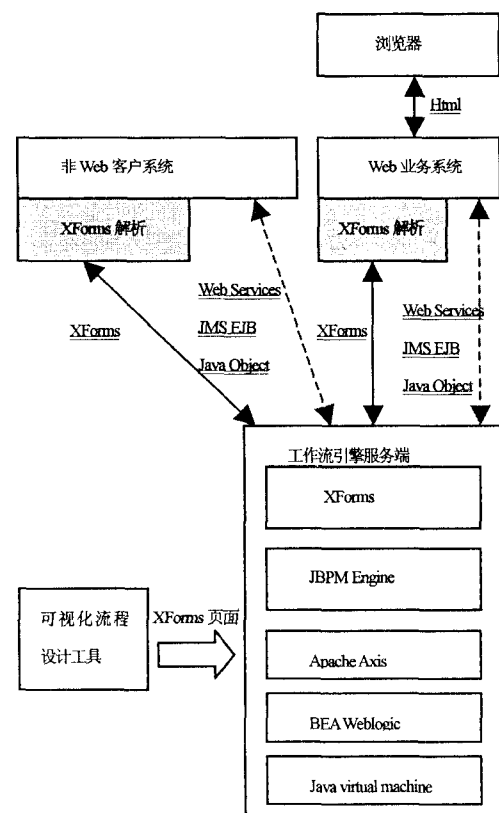 浏览器
Html
非 Web 客户系统
Web 业务系统
XForms 解析
XForms 解析
XForms
Web Services
JMS EJB
Java Object
XForms
Web Services
JMS EJB
Java Object
工作流引擎服务端
XForms
JBPM Engine
Apache Axis
BEA Weblogic
Java virtual machine
可视化流程
设计工具
XForms 页面